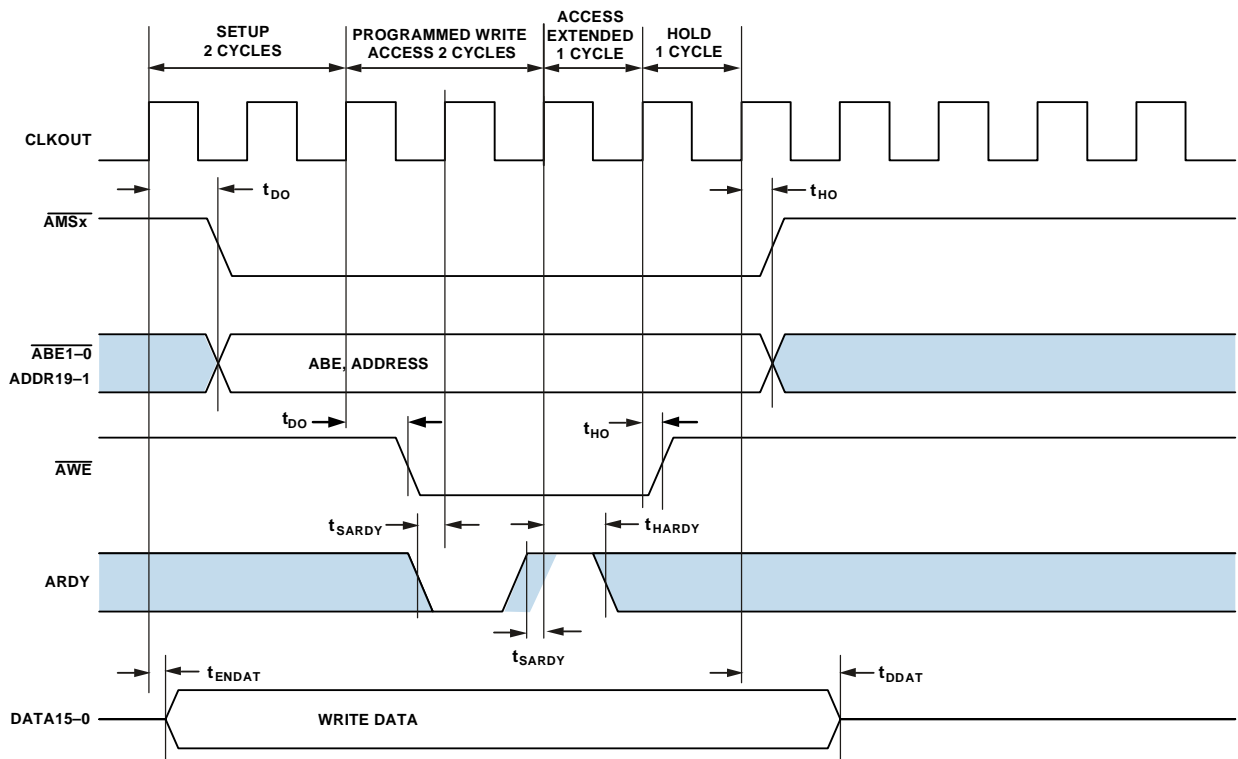 SETUP
2 CYCLES
PROGRAMMED WRITE
ACCESS 2 CYCLES
ACCESS
EXTENDED
1 CYCLE
HOLD
1 CYCLE
CLKOUT
tDO
tHO
AMSx
ABE1–0
ADDR19–1
ABE, ADDRESS
tDO
tHO
AWE
tSARDY
tHARDY
ARDY
tSARDY
tENDAT
tDDAT
DATA15–0
WRITE DATA